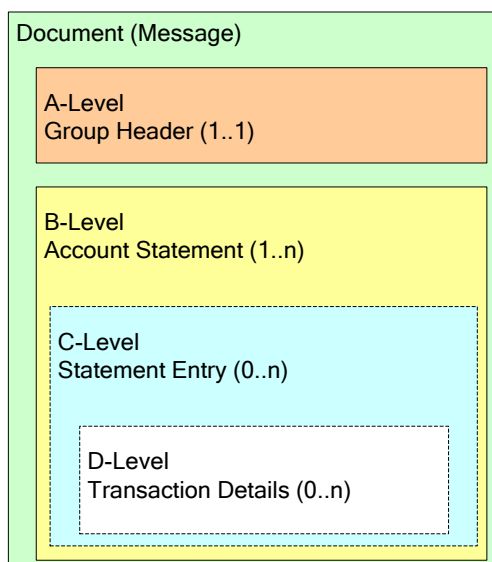 Document (Message)
A-Level
Group Header (1..1)
B-Level
Account Statement (1..n)
C-Level
Statement Entry (0..n)
D-Level
Transaction Details (0..n)